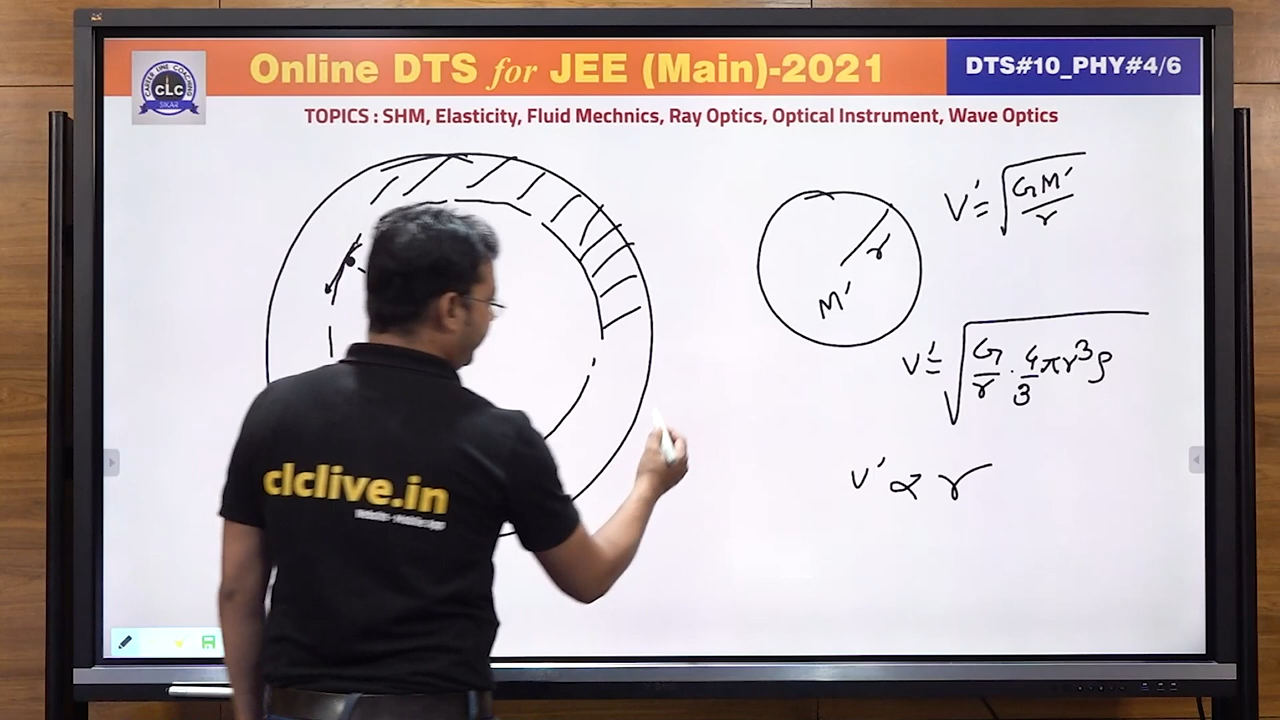 CAREER LINE COACHING
cLc
SIKAR
Online DTS for JEE (Main)-2021
DTS#10_PHY#4/6
TOPICS : SHM, Elasticity, Fluid Mechnics, Ray Optics, Optical Instrument, Wave Optics
V' = √(GM'/r)
r
M'
V' = √(G/r · 4/3 πr³ρ)
V' ∝ r
clclive.in